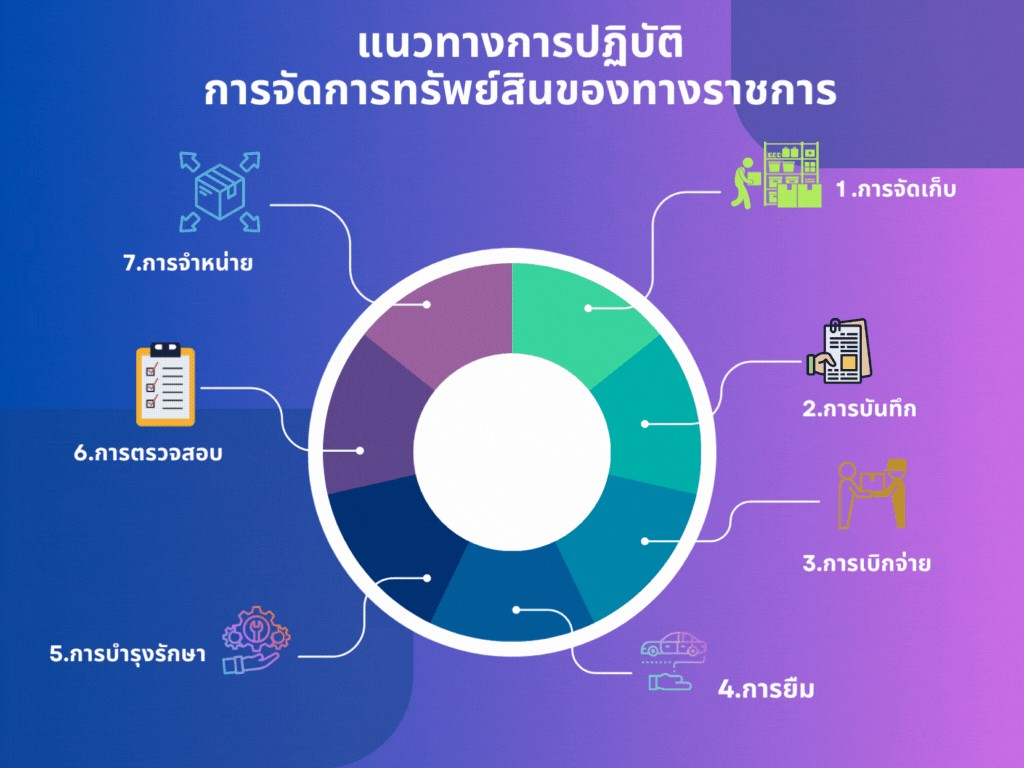 แนวทางการปฏิบัติ
การจัดการทรัพย์สินของทางราชการ
1.การจัดเก็บ
2.การบันทึก
3.การเบิกจ่าย
4.การยืม
5.การบำรุงรักษา
6.การตรวจสอบ
7.การจำหน่าย